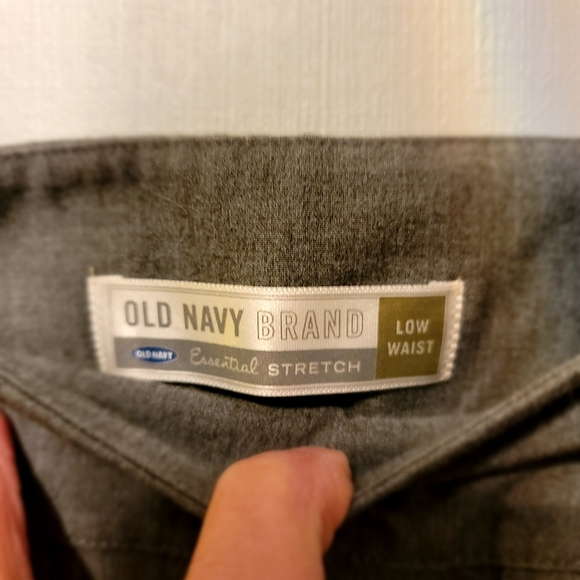 OLD NAVY BRAND
OLD NAVY Essential STRETCH
LOW
WAIST